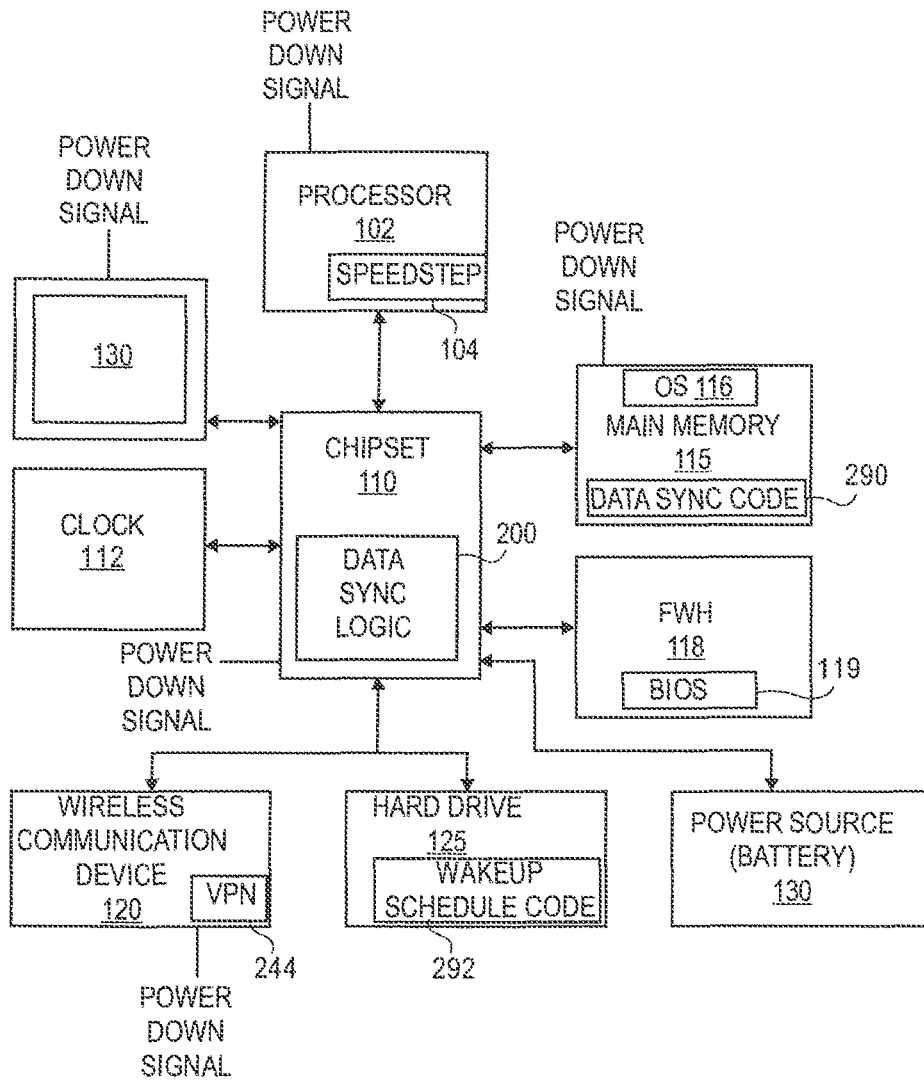 POWER
DOWN
SIGNAL
POWER
DOWN
SIGNAL
PROCESSOR
102
SPEEDSTEP
104
POWER
DOWN
SIGNAL
130
OS 116
MAIN MEMORY
115
DATA SYNC CODE
290
CHIPSET
110
CLOCK
112
200
DATA
SYNC
LOGIC
FWH
118
BIOS
119
POWER
DOWN
SIGNAL
WIRELESS
COMMUNICATION
DEVICE
120
VPN
244
HARD DRIVE
125
WAKEUP
SCHEDULE CODE
292
POWER SOURCE
(BATTERY)
130
POWER
DOWN
SIGNAL